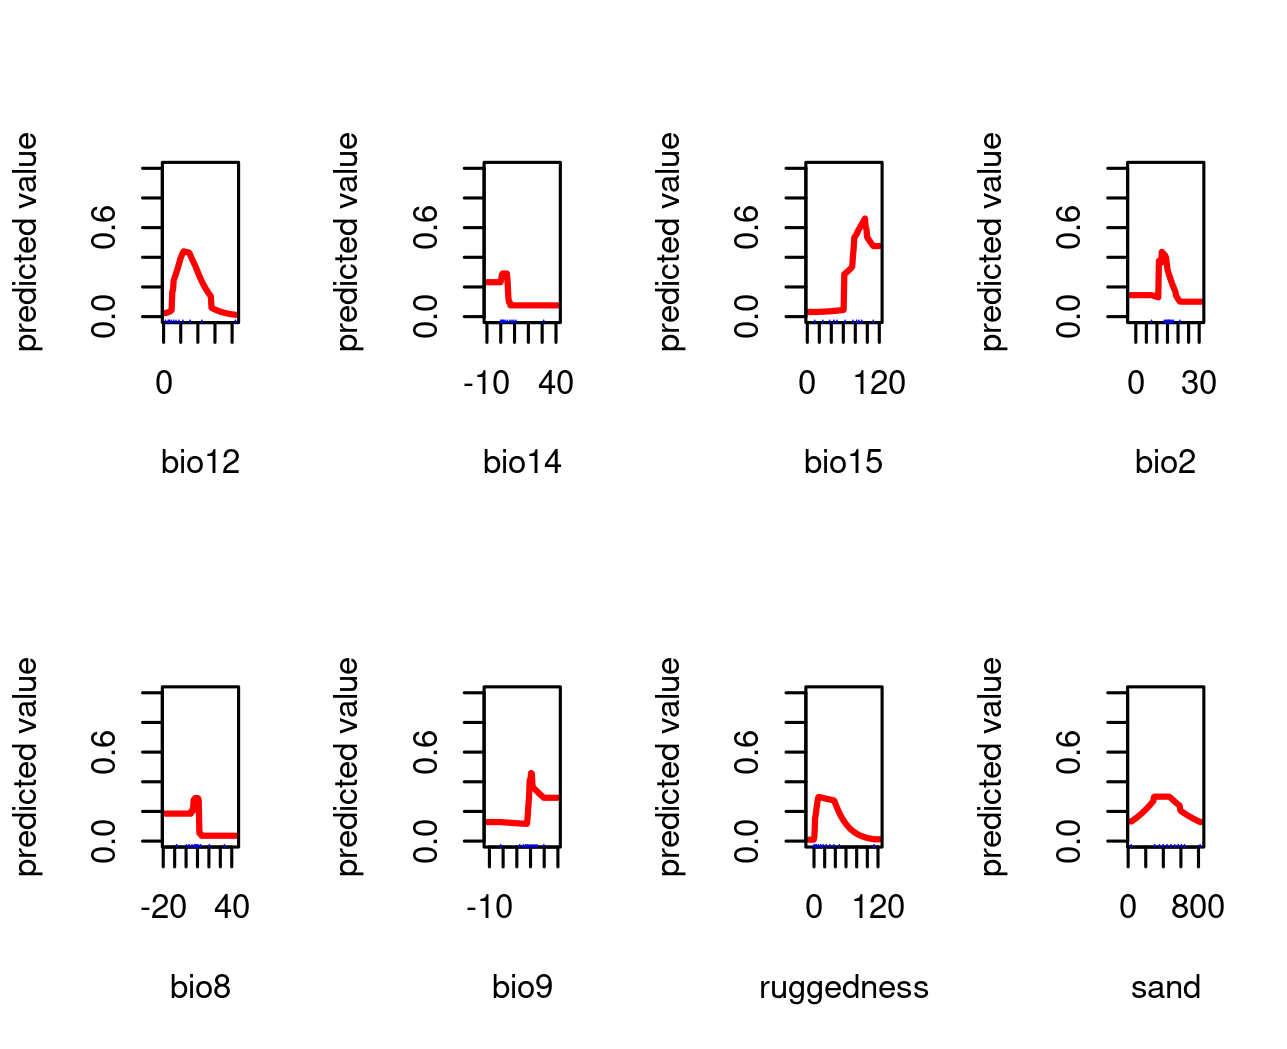 predicted value
0.0 0.6
0
bio12
predicted value
0.0 0.6
-10 40
bio14
predicted value
0.0 0.6
0 120
bio15
predicted value
0.0 0.6
0 30
bio2
predicted value
0.0 0.6
-20 40
bio8
predicted value
0.0 0.6
-10
bio9
predicted value
0.0 0.6
0 120
ruggedness
predicted value
0.0 0.6
0 800
sand